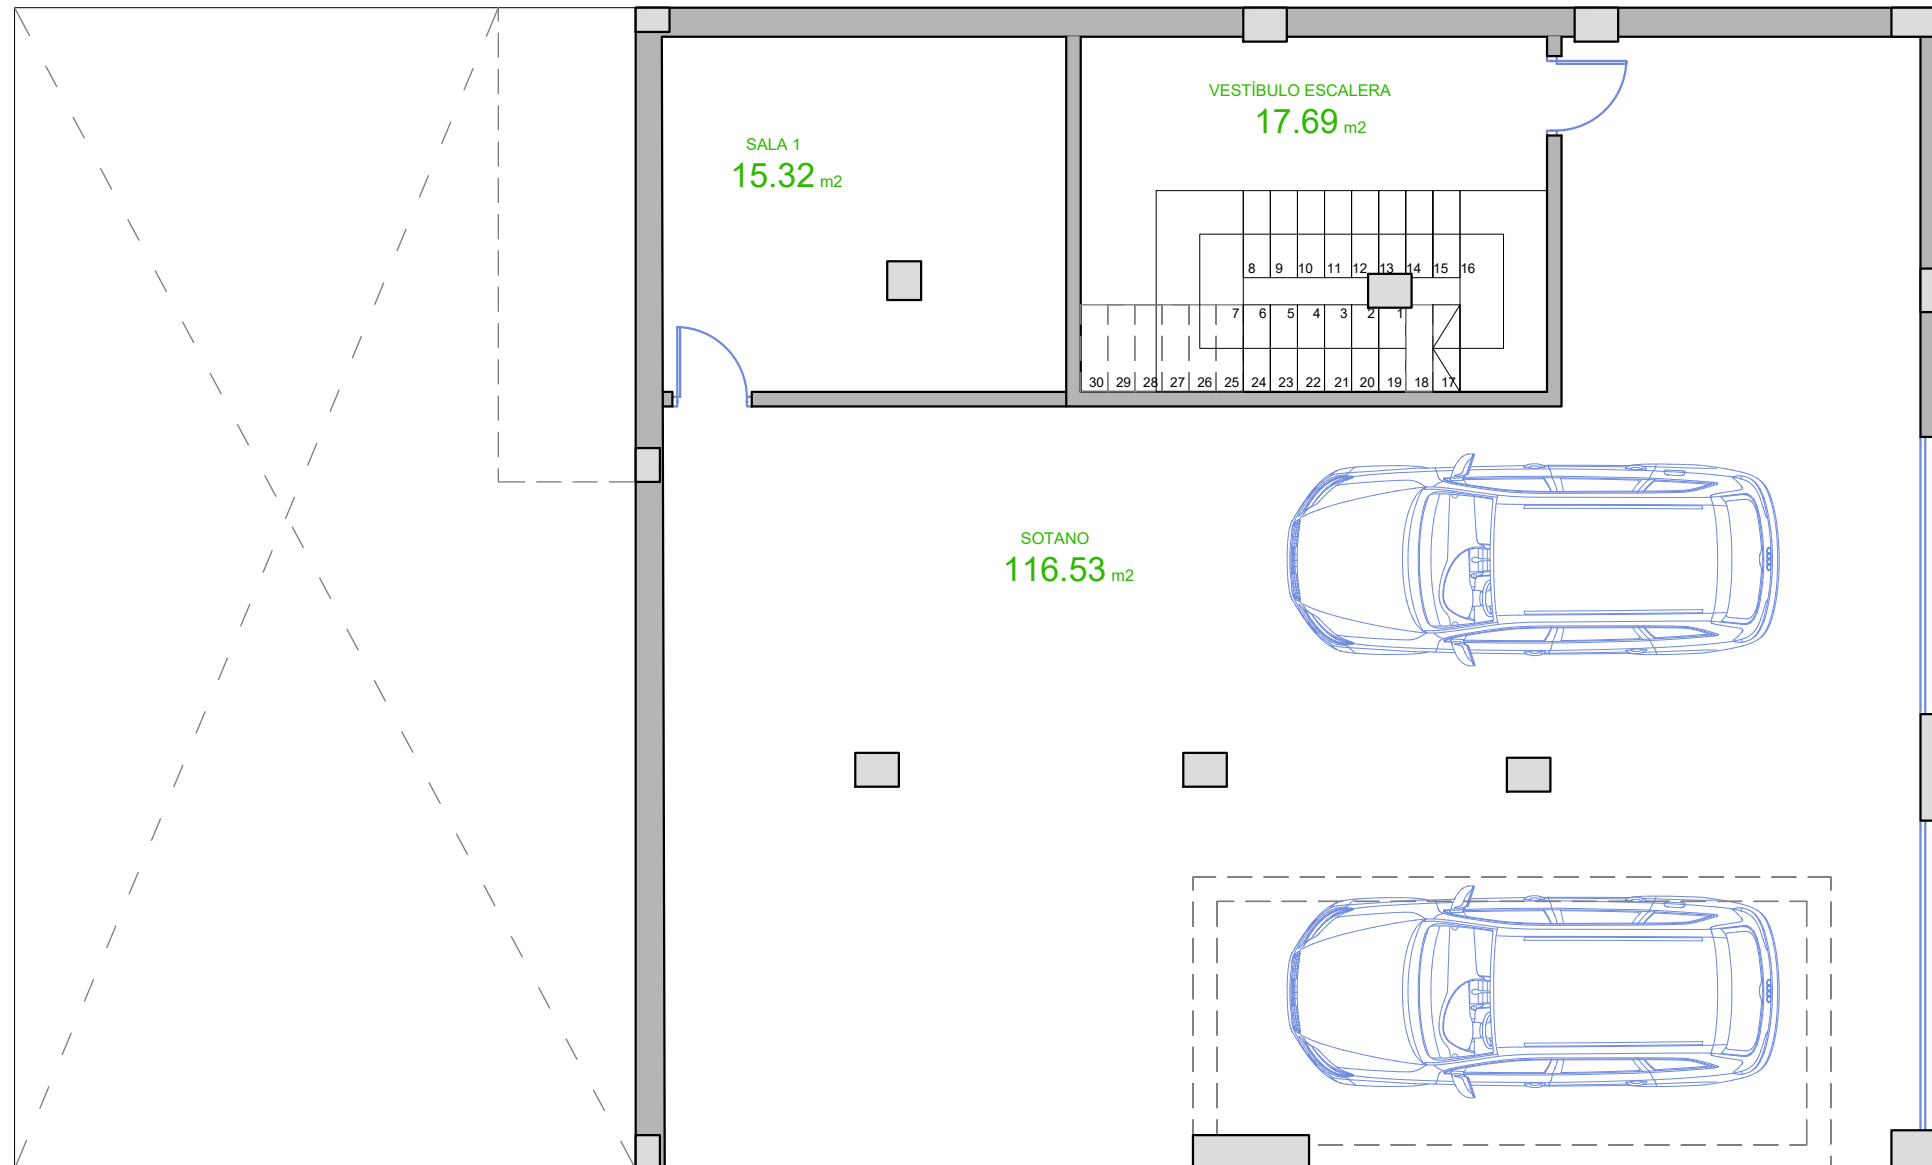 VESTÍBULO ESCALERA
17.69 m2
SALA 1
15.32 m2
8 9 10 11 12 13 14 15 16
7 6 5 4 3 2 1
30 29 28 27 26 25 24 23 22 21 20 19 18 17
SOTANO
116.53 m2